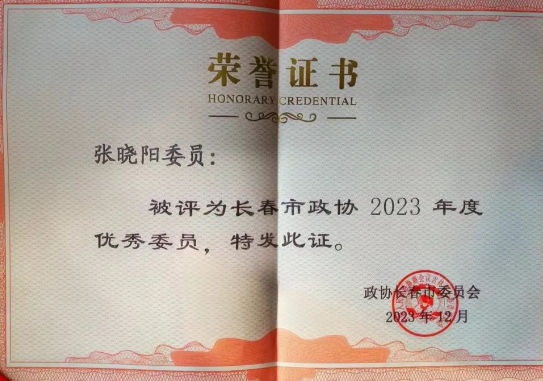 荣誉证书
HONORARY CREDENTIAL
张晓阳委员：
被评为长春市政协 2023 年度
优秀委员，特发此证。
政协长春市委员会
2023 年 12 月